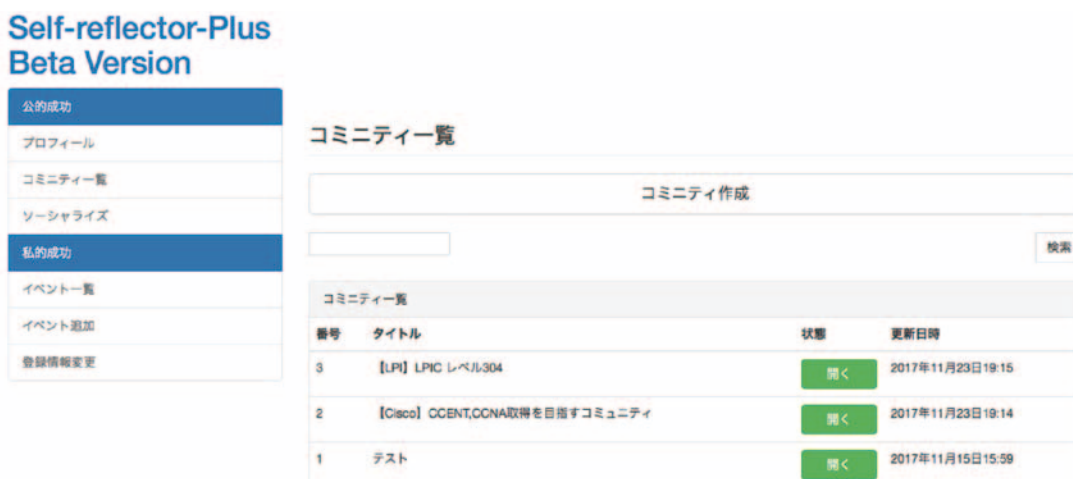 Self-reflector-Plus
Beta Version
公的成功
プロフィール
コミニティ一覧
ソーシャライズ
私的成功
イベント一覧
イベント追加
登録情報変更
コミニティ一覧
コミニティ作成
検索
コミニティ一覧
番号 タイトル 状態 更新日時
3 【LPI】LPIC レベル304 開く 2017年11月23日19:15
2 【Cisco】CCENT,CCNA取得を目指すコミュニティ 開く 2017年11月23日19:14
1 テスト 開く 2017年11月15日15:59